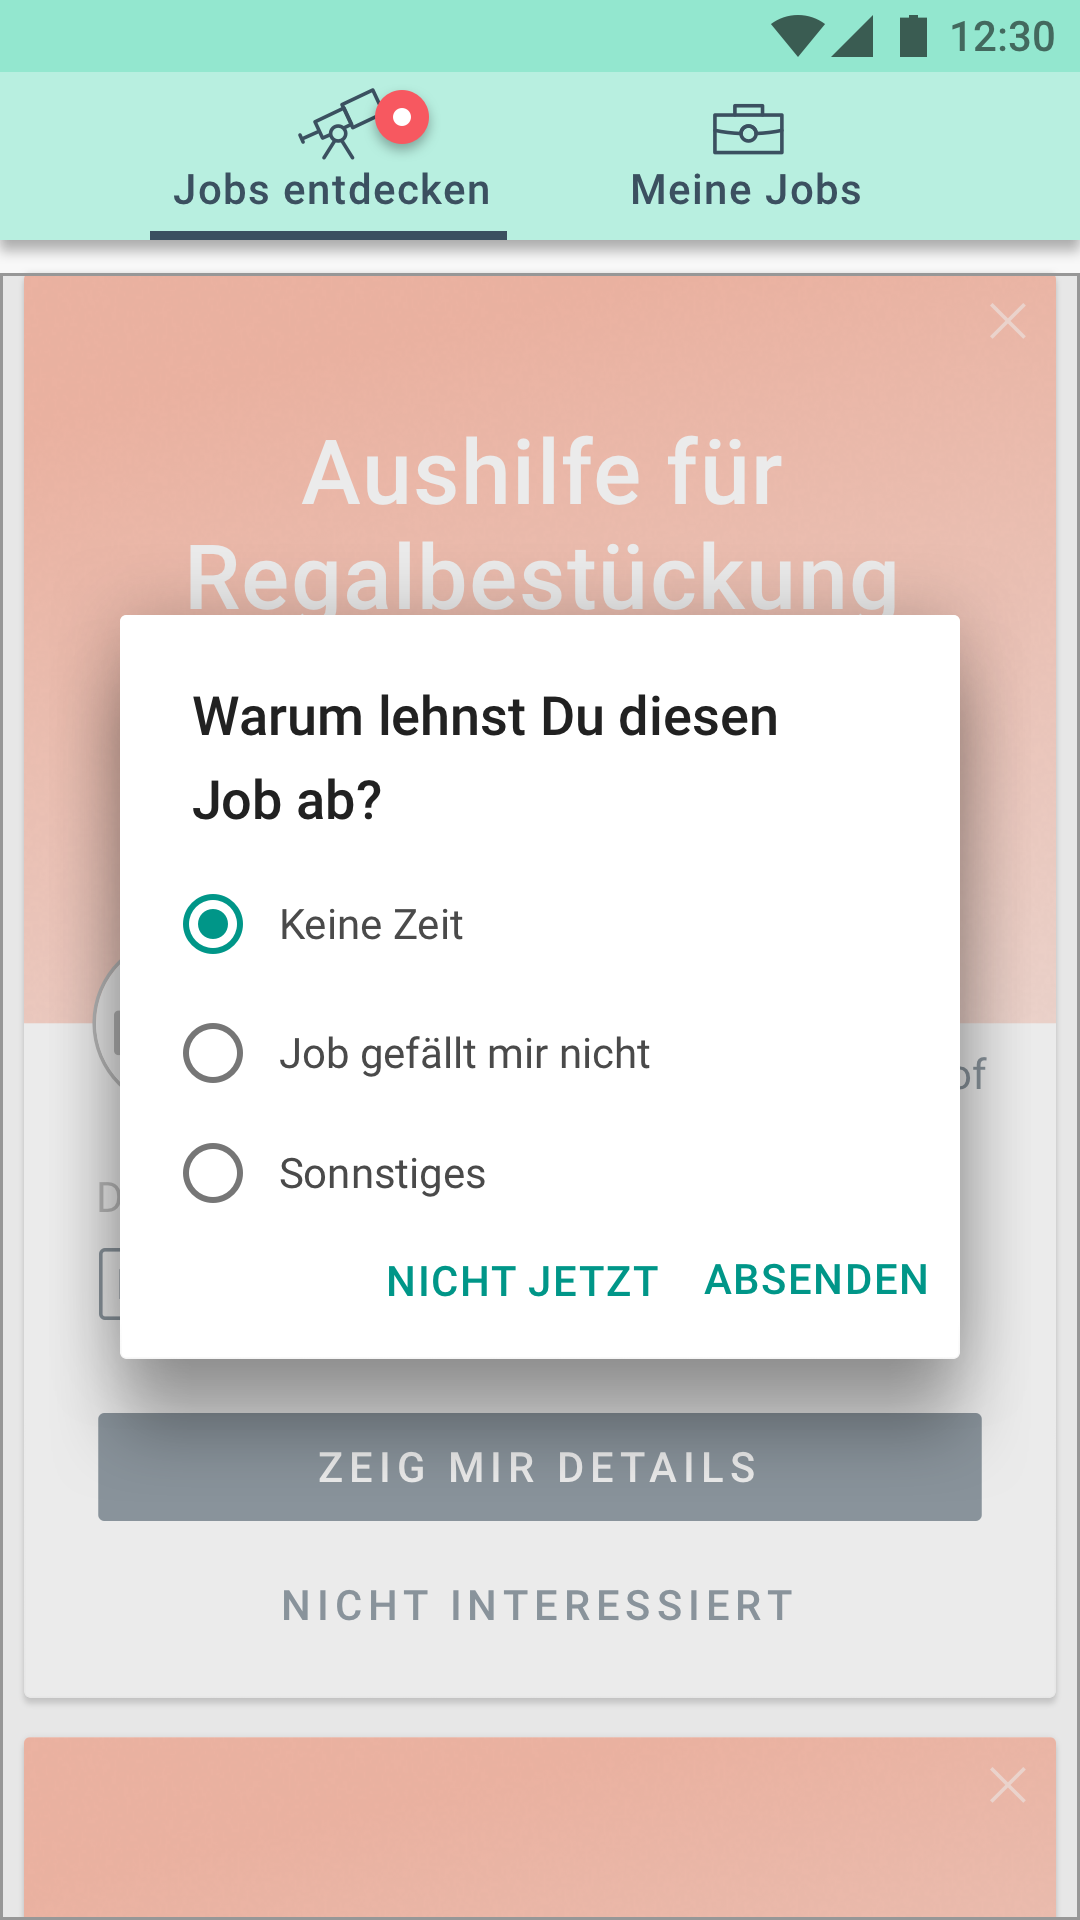 12:30
Jobs entdecken
Meine Jobs
Aushilfe für
Regalbestückung
Warum lehnst Du diesen
Job ab?
Keine Zeit
Job gefällt mir nicht
Sonnstiges
NICHT JETZT
ABSENDEN
ZEIG MIR DETAILS
NICHT INTERESSIERT